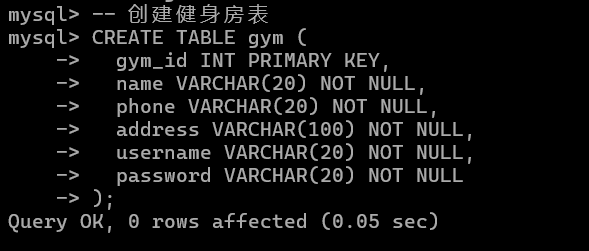 mysql> -- 创建健身房表
mysql> CREATE TABLE gym (
    ->   gym_id INT PRIMARY KEY,
    ->   name VARCHAR(20) NOT NULL,
    ->   phone VARCHAR(20) NOT NULL,
    ->   address VARCHAR(100) NOT NULL,
    ->   username VARCHAR(20) NOT NULL,
    ->   password VARCHAR(20) NOT NULL
    -> );
Query OK, 0 rows affected (0.05 sec)